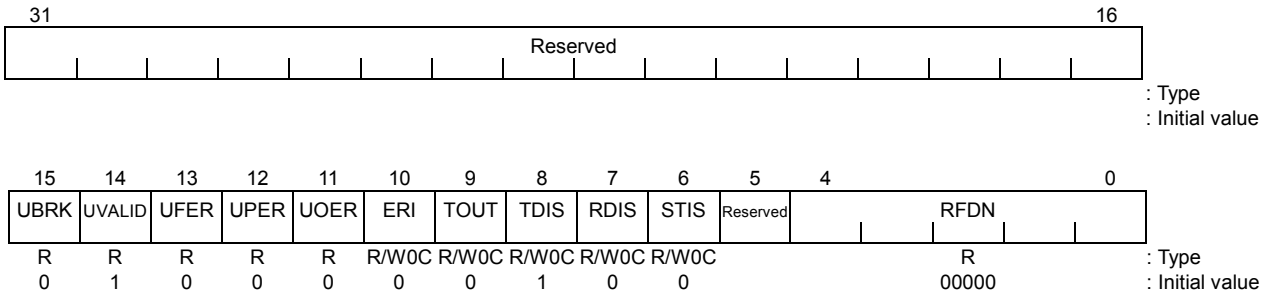 31 16
Reserved
: Type
: Initial value
15 14 13 12 11 10 9 8 7 6 5 4 0
UBRK UVALID UFER UPER UOER ERI TOUT TDIS RDIS STIS Reserved RFDN
R R R R R R/W0C R/W0C R/W0C R/W0C R/W0C R : Type
0 1 0 0 0 0 0 1 0 0 00000 : Initial value